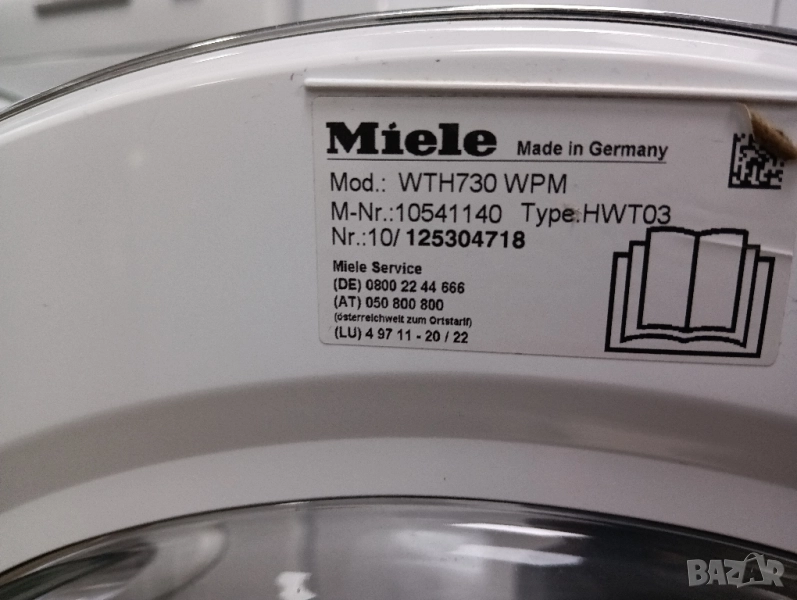 Miele Made in Germany
Mod.: WTH730 WPM
M-Nr.:10541140 Type:HWT03
Nr.:10/ 125304718
Miele Service
(DE) 0800 22 44 666
(AT) 050 800 800
(österreichweit zum Ortstarif)
(LU) 4 97 11 - 20 / 22
BAZAR